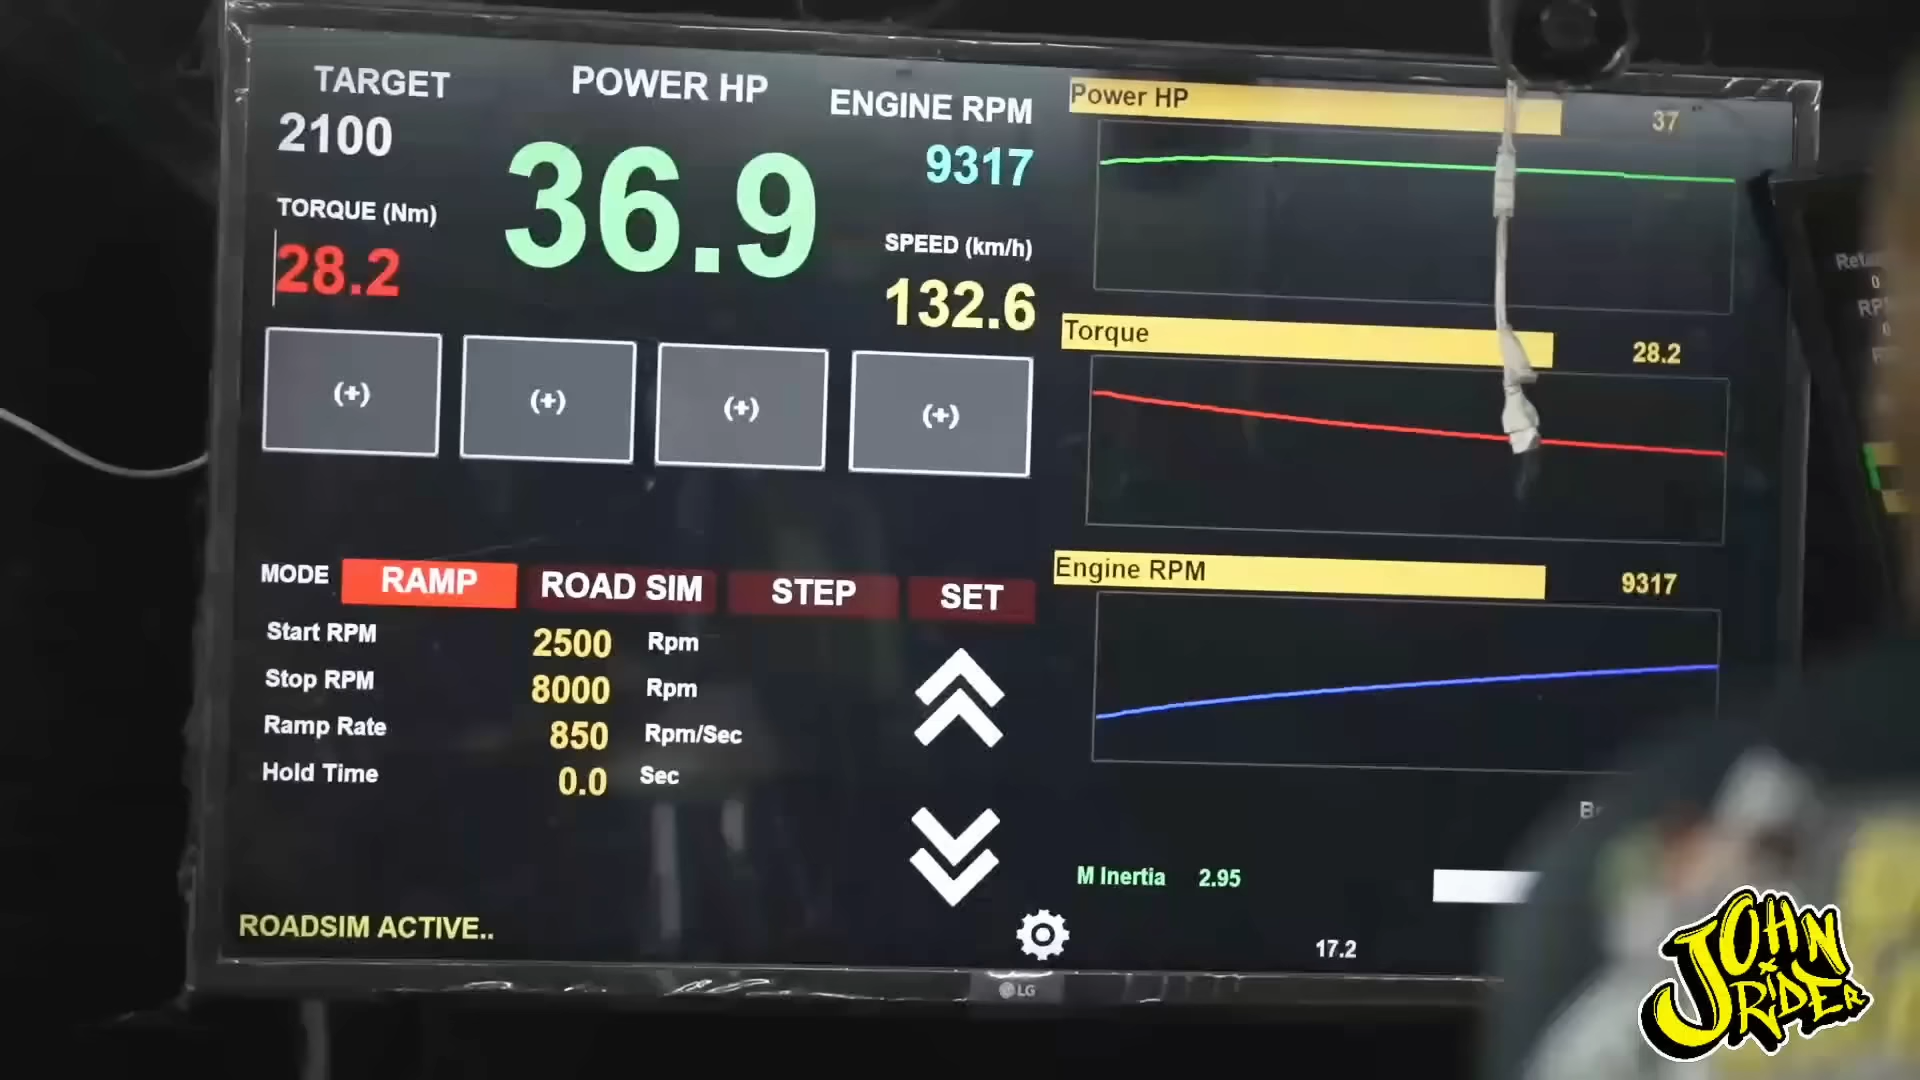 TARGET
2100
POWER HP
36.9
ENGINE RPM
9317
TORQUE (Nm)
28.2
SPEED (km/h)
132.6
(+) (+) (+) (+)
MODE RAMP ROAD SIM STEP SET
Start RPM 2500 Rpm
Stop RPM 8000 Rpm
Ramp Rate 850 Rpm/Sec
Hold Time 0.0 Sec
ROADSIM ACTIVE..
Power HP 37
Torque 28.2
Engine RPM 9317
M Inertia 2.95
17.2
LG
JOHN RIDER